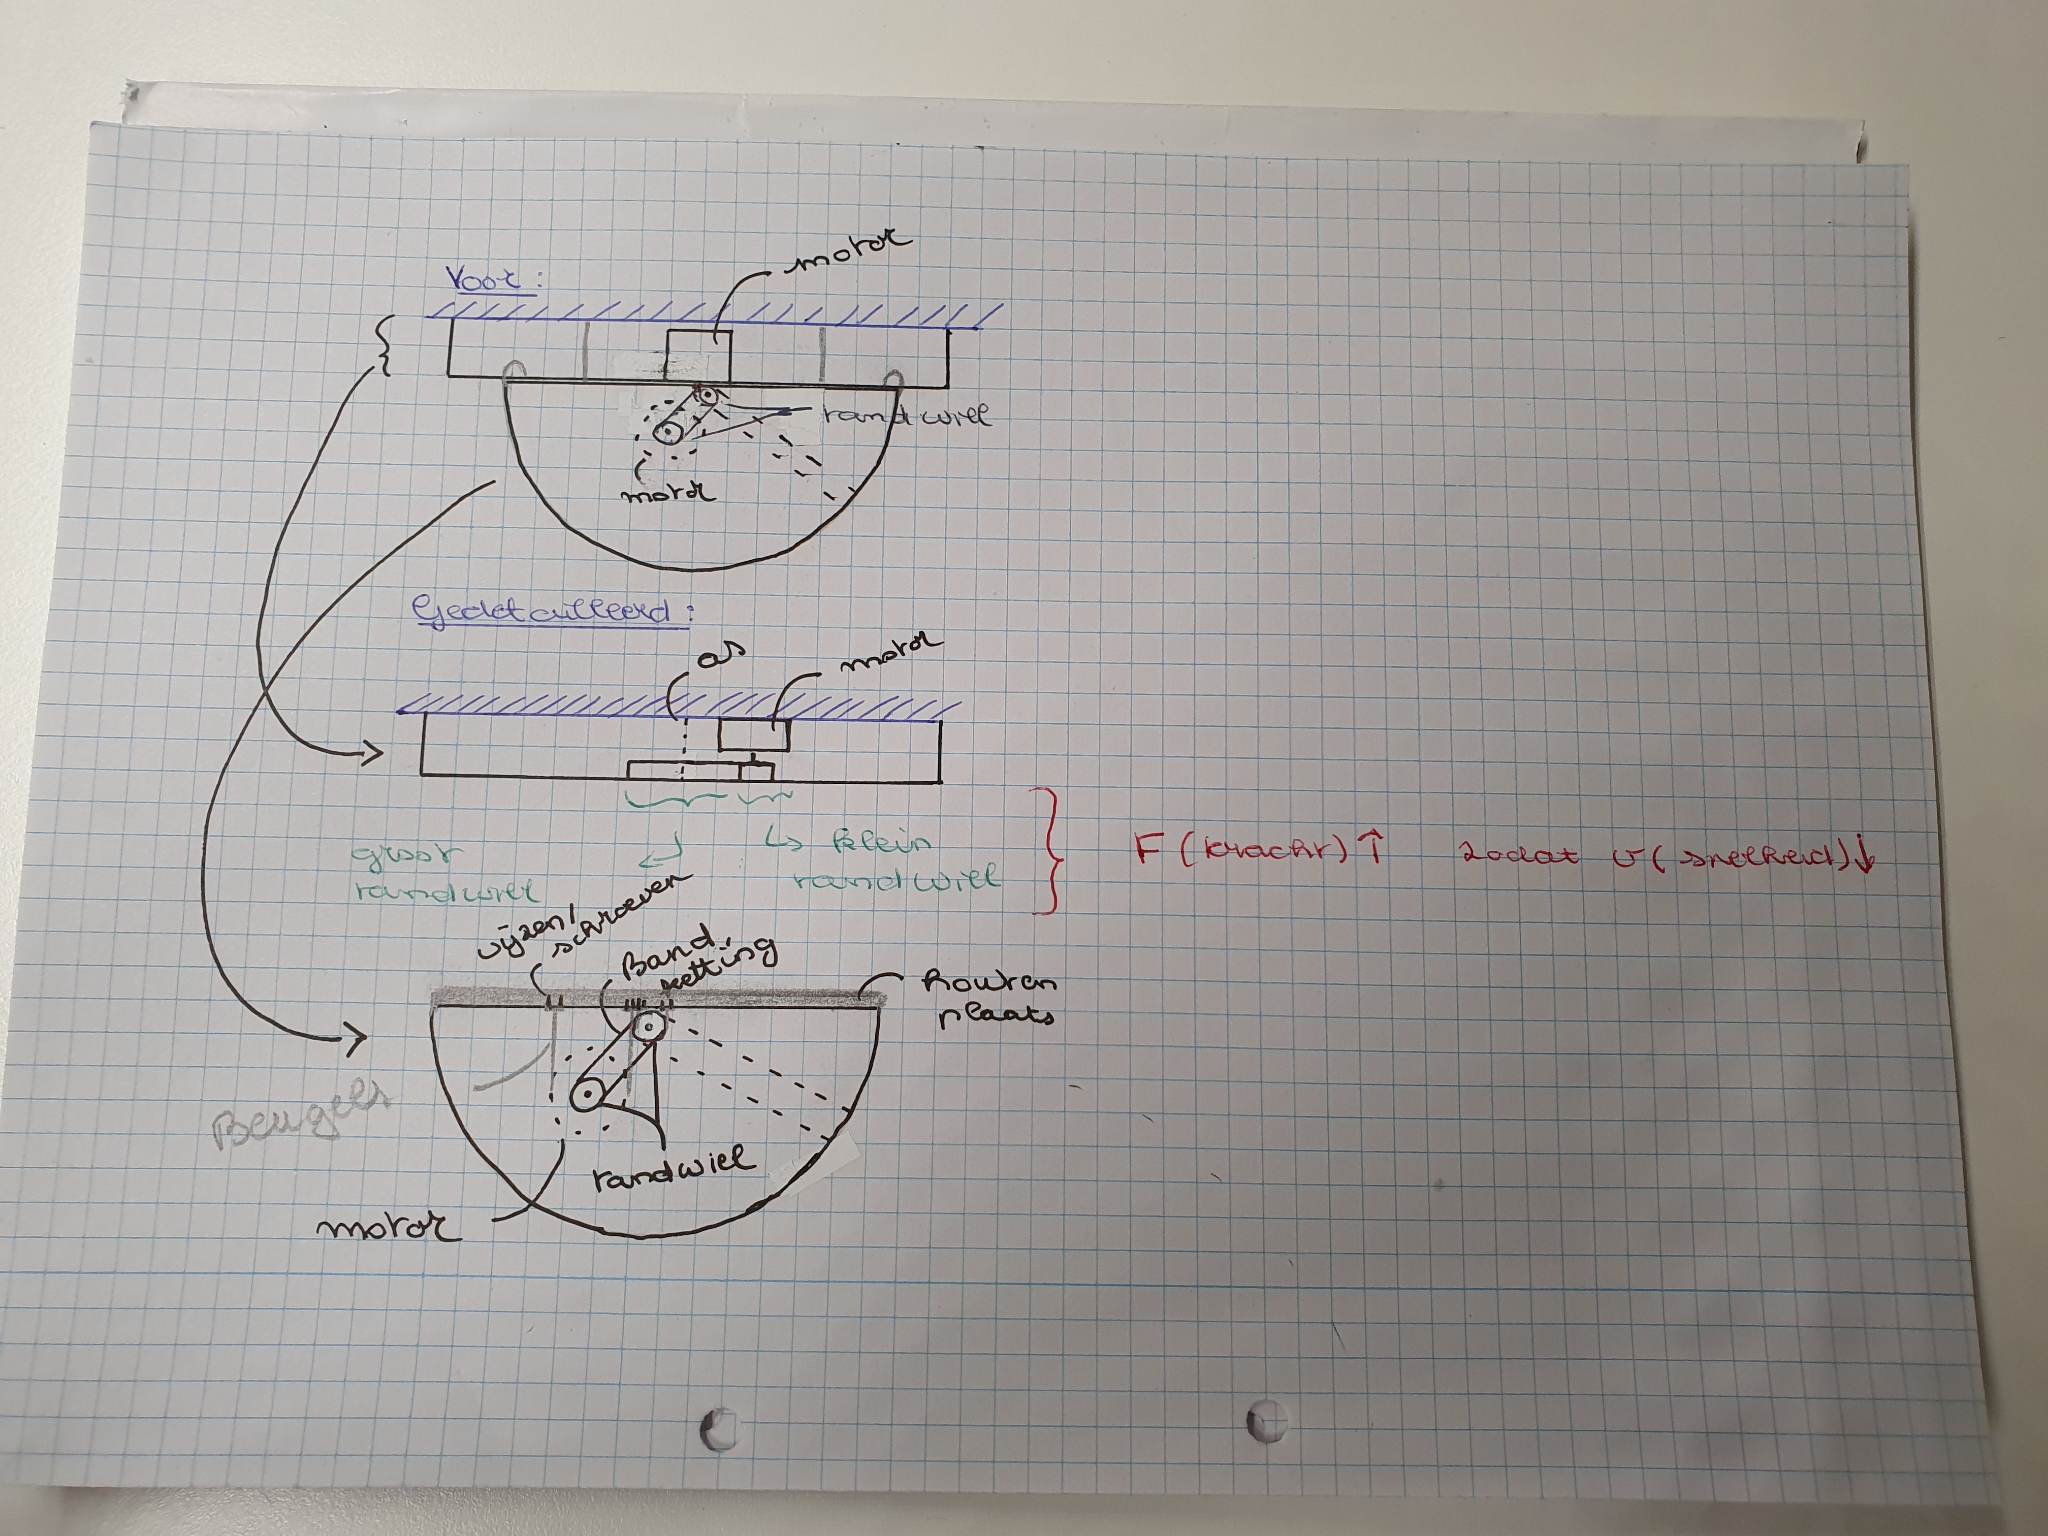 Voor:
motor
randwiel
motor
Gedetailleerd:
as
motor
groot
randwiel
klein
randwiel
F (kracht) ↑ zodat v (snelheid) ↓
vijzen/
schroeven
Band,
ketting
houten
plaats
Beugels
randwiel
motor